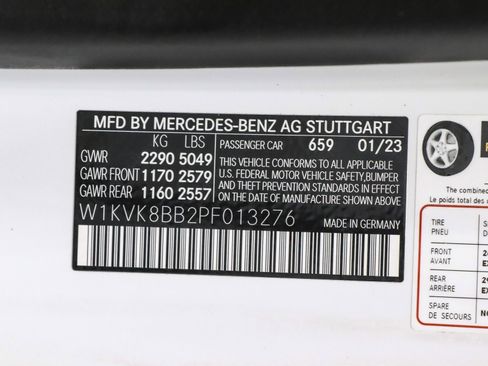 MFD BY MERCEDES-BENZ AG STUTTGART
KG LBS PASSENGER CAR 659 01/23
GVWR 2290 5049
GAWR FRONT 1170 2579
GAWR REAR 1160 2557
THIS VEHICLE CONFORMS TO ALL APPLICABLE
U.S. FEDERAL MOTOR VEHICLE SAFETY,BUMPER
AND THEFT PREVENTION STANDARDS IN EFFECT
ON THE DATE OF MANUFACTURE SHOWN ABOVE
W1KVK8BB2PF013276 MADE IN GERMANY
The combined
Le poids total des
TIRE
PNEU
FRONT
AVANT
REAR
ARRIÈRE
SPARE
DE SECOURS